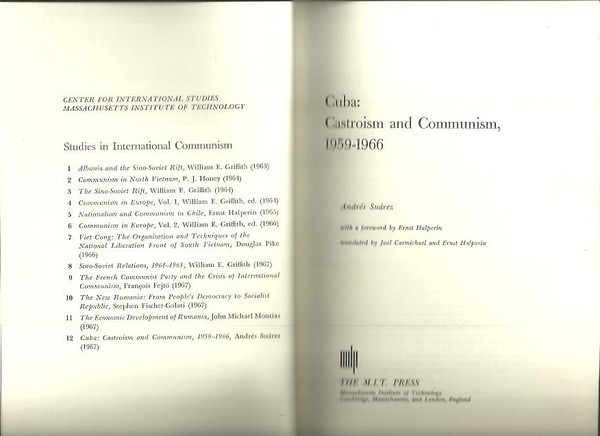 CENTER FOR INTERNATIONAL STUDIES
MASSACHUSETTS INSTITUTE OF TECHNOLOGY
Studies in International Communism
1 Albania and the Sino-Soviet Rift, William E. Griffith (1963)
2 Communism in North Vietnam, P. J. Honey (1964)
3 The Sino-Soviet Rift, William E. Griffith (1964)
4 Communism in Europe, Vol. 1, William E. Griffith, ed. (1964)
5 Nationalism and Communism in Chile, Ernst Halperin (1965)
6 Communism in Europe, Vol. 2, William E. Griffith, ed. (1966)
7 Viet Cong: The Organization and Techniques of the
National Liberation Front of South Vietnam, Douglas Pike
(1966)
8 Sino-Soviet Relations, 1964–1965, William E. Griffith (1967)
9 The French Communist Party and the Crisis of International
Communism, François Fejtö (1967)
10 The New Rumania: From People's Democracy to Socialist
Republic, Stephen Fischer-Galati (1967)
11 The Economic Development of Rumania, John Michael Montias
(1967)
12 Cuba: Castroism and Communism, 1959–1966, Andrés Suárez
(1967)
Cuba:
Castroism and Communism,
1959-1966
Andrés Suárez
with a foreword by Ernst Halperin
translated by Joel Carmichael and Ernst Halperin
THE M.I.T. PRESS
Massachusetts Institute of Technology
Cambridge, Massachusetts, and London, England